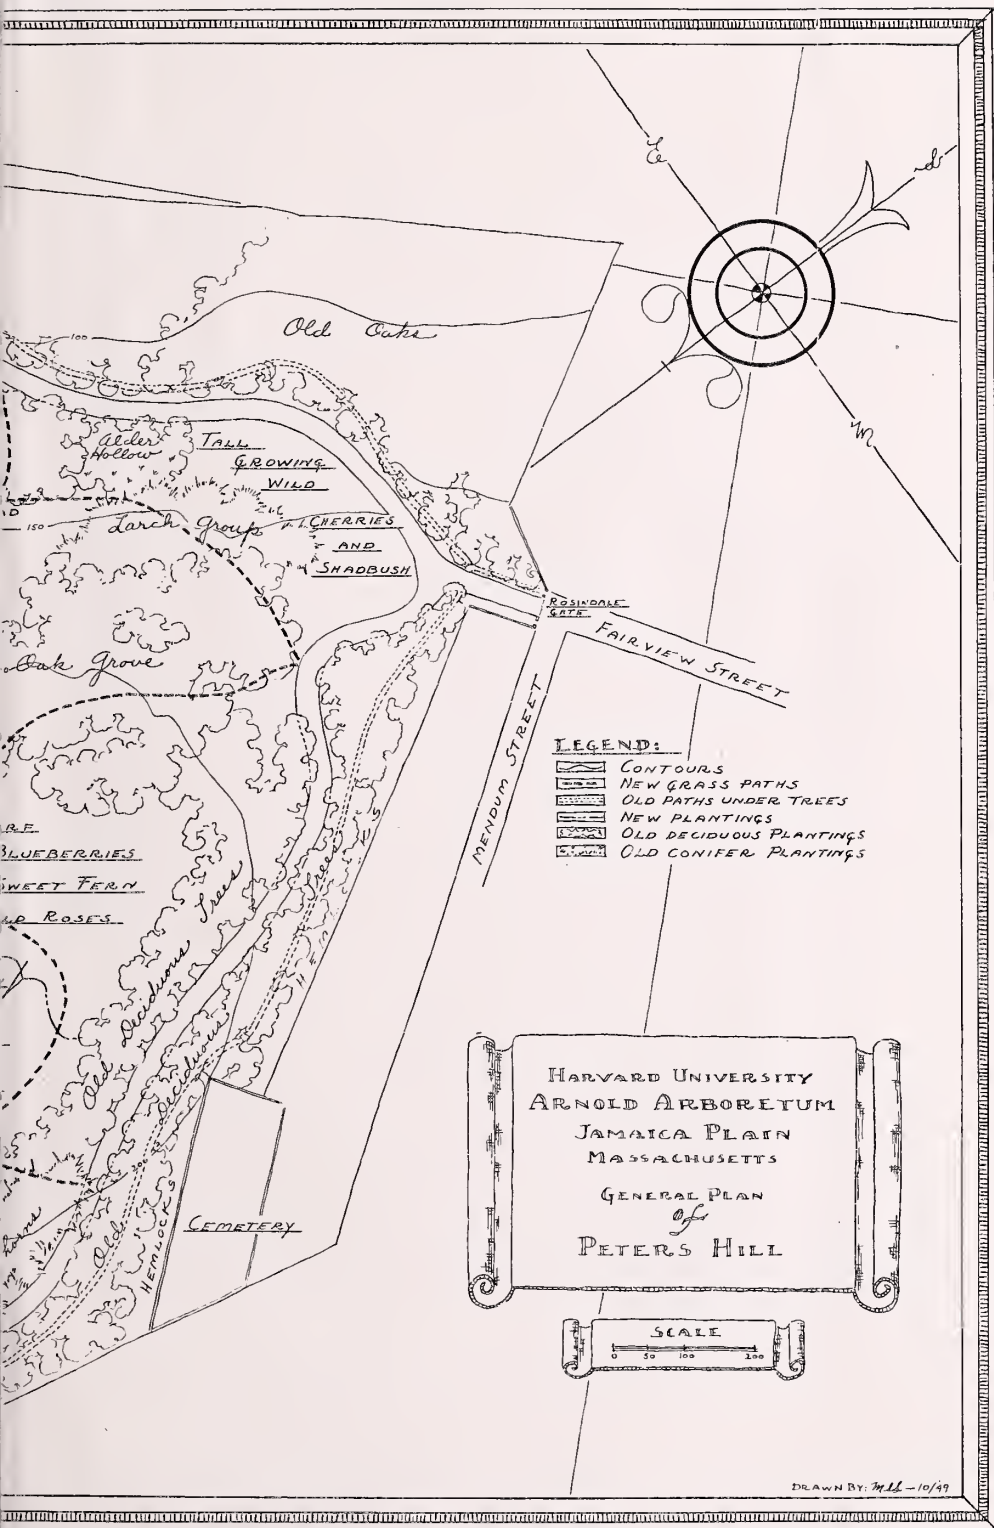 E
S
W
100
Old Oaks
Alder
Hollow
TALL
GROWING
WILD
CHERRIES
AND
SHADBUSH
150
Larch Group
ROSINDALE
GATE
FAIRVIEW STREET
Oak Grove
MENDUM STREET
LEGEND:
CONTOURS
NEW GRASS PATHS
OLD PATHS UNDER TREES
NEW PLANTINGS
OLD DECIDUOUS PLANTINGS
OLD CONIFER PLANTINGS
BLUEBERRIES
SWEET FERN
ROSES
Old Deciduous Trees
Old Deciduous Trees
200
HEMLOCKS
CEMETERY
HARVARD UNIVERSITY
ARNOLD ARBORETUM
JAMAICA PLAIN
MASSACHUSETTS
GENERAL PLAN
of
PETERS HILL
SCALE
0 50 100 200
DRAWN BY: MLS - 10/49